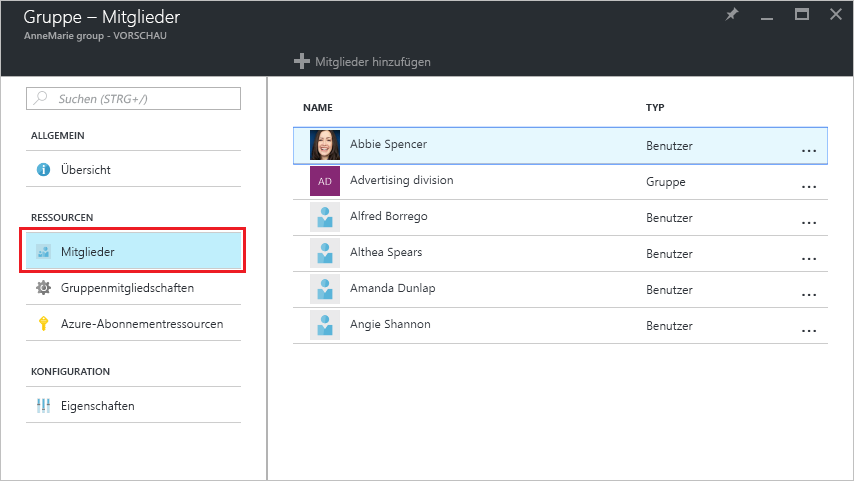 Gruppe – Mitglieder
AnneMarie group - VORSCHAU
Mitglieder hinzufügen
Suchen (STRG+/)
ALLGEMEIN
Übersicht
RESSOURCEN
Mitglieder
Gruppenmitgliedschaften
Azure-Abonnementressourcen
KONFIGURATION
Eigenschaften
NAME TYP
Abbie Spencer Benutzer ...
AD Advertising division Gruppe ...
Alfred Borrego Benutzer ...
Althea Spears Benutzer ...
Amanda Dunlap Benutzer ...
Angie Shannon Benutzer ...